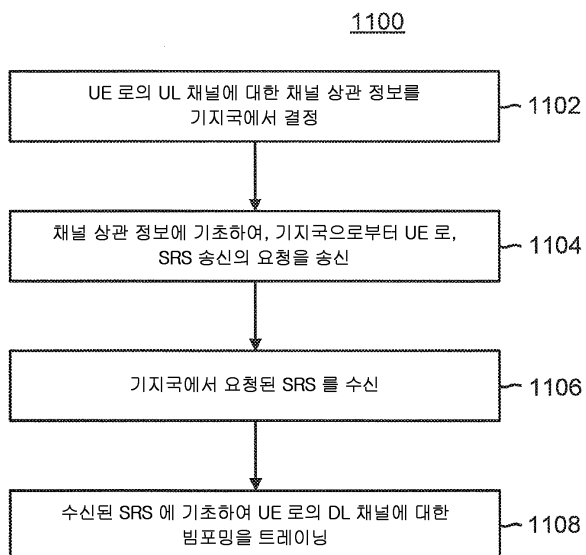 1100
UE 로의 UL 채널에 대한 채널 상관 정보를
기지국에서 결정
1102
채널 상관 정보에 기초하여, 기지국으로부터 UE 로,
SRS 송신의 요청을 송신
1104
기지국에서 요청된 SRS 를 수신
1106
수신된 SRS 에 기초하여 UE 로의 DL 채널에 대한
빔포밍을 트레이닝
1108